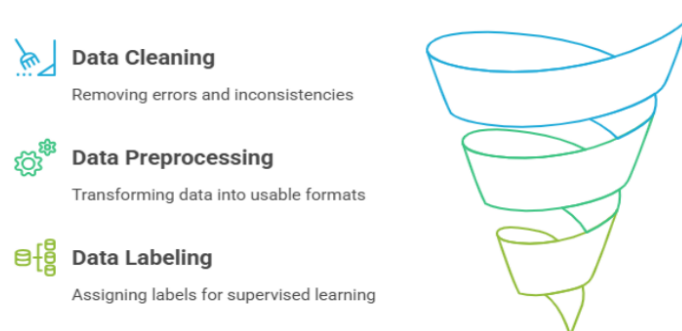 Data Cleaning
Removing errors and inconsistencies
Data Preprocessing
Transforming data into usable formats
Data Labeling
Assigning labels for supervised learning